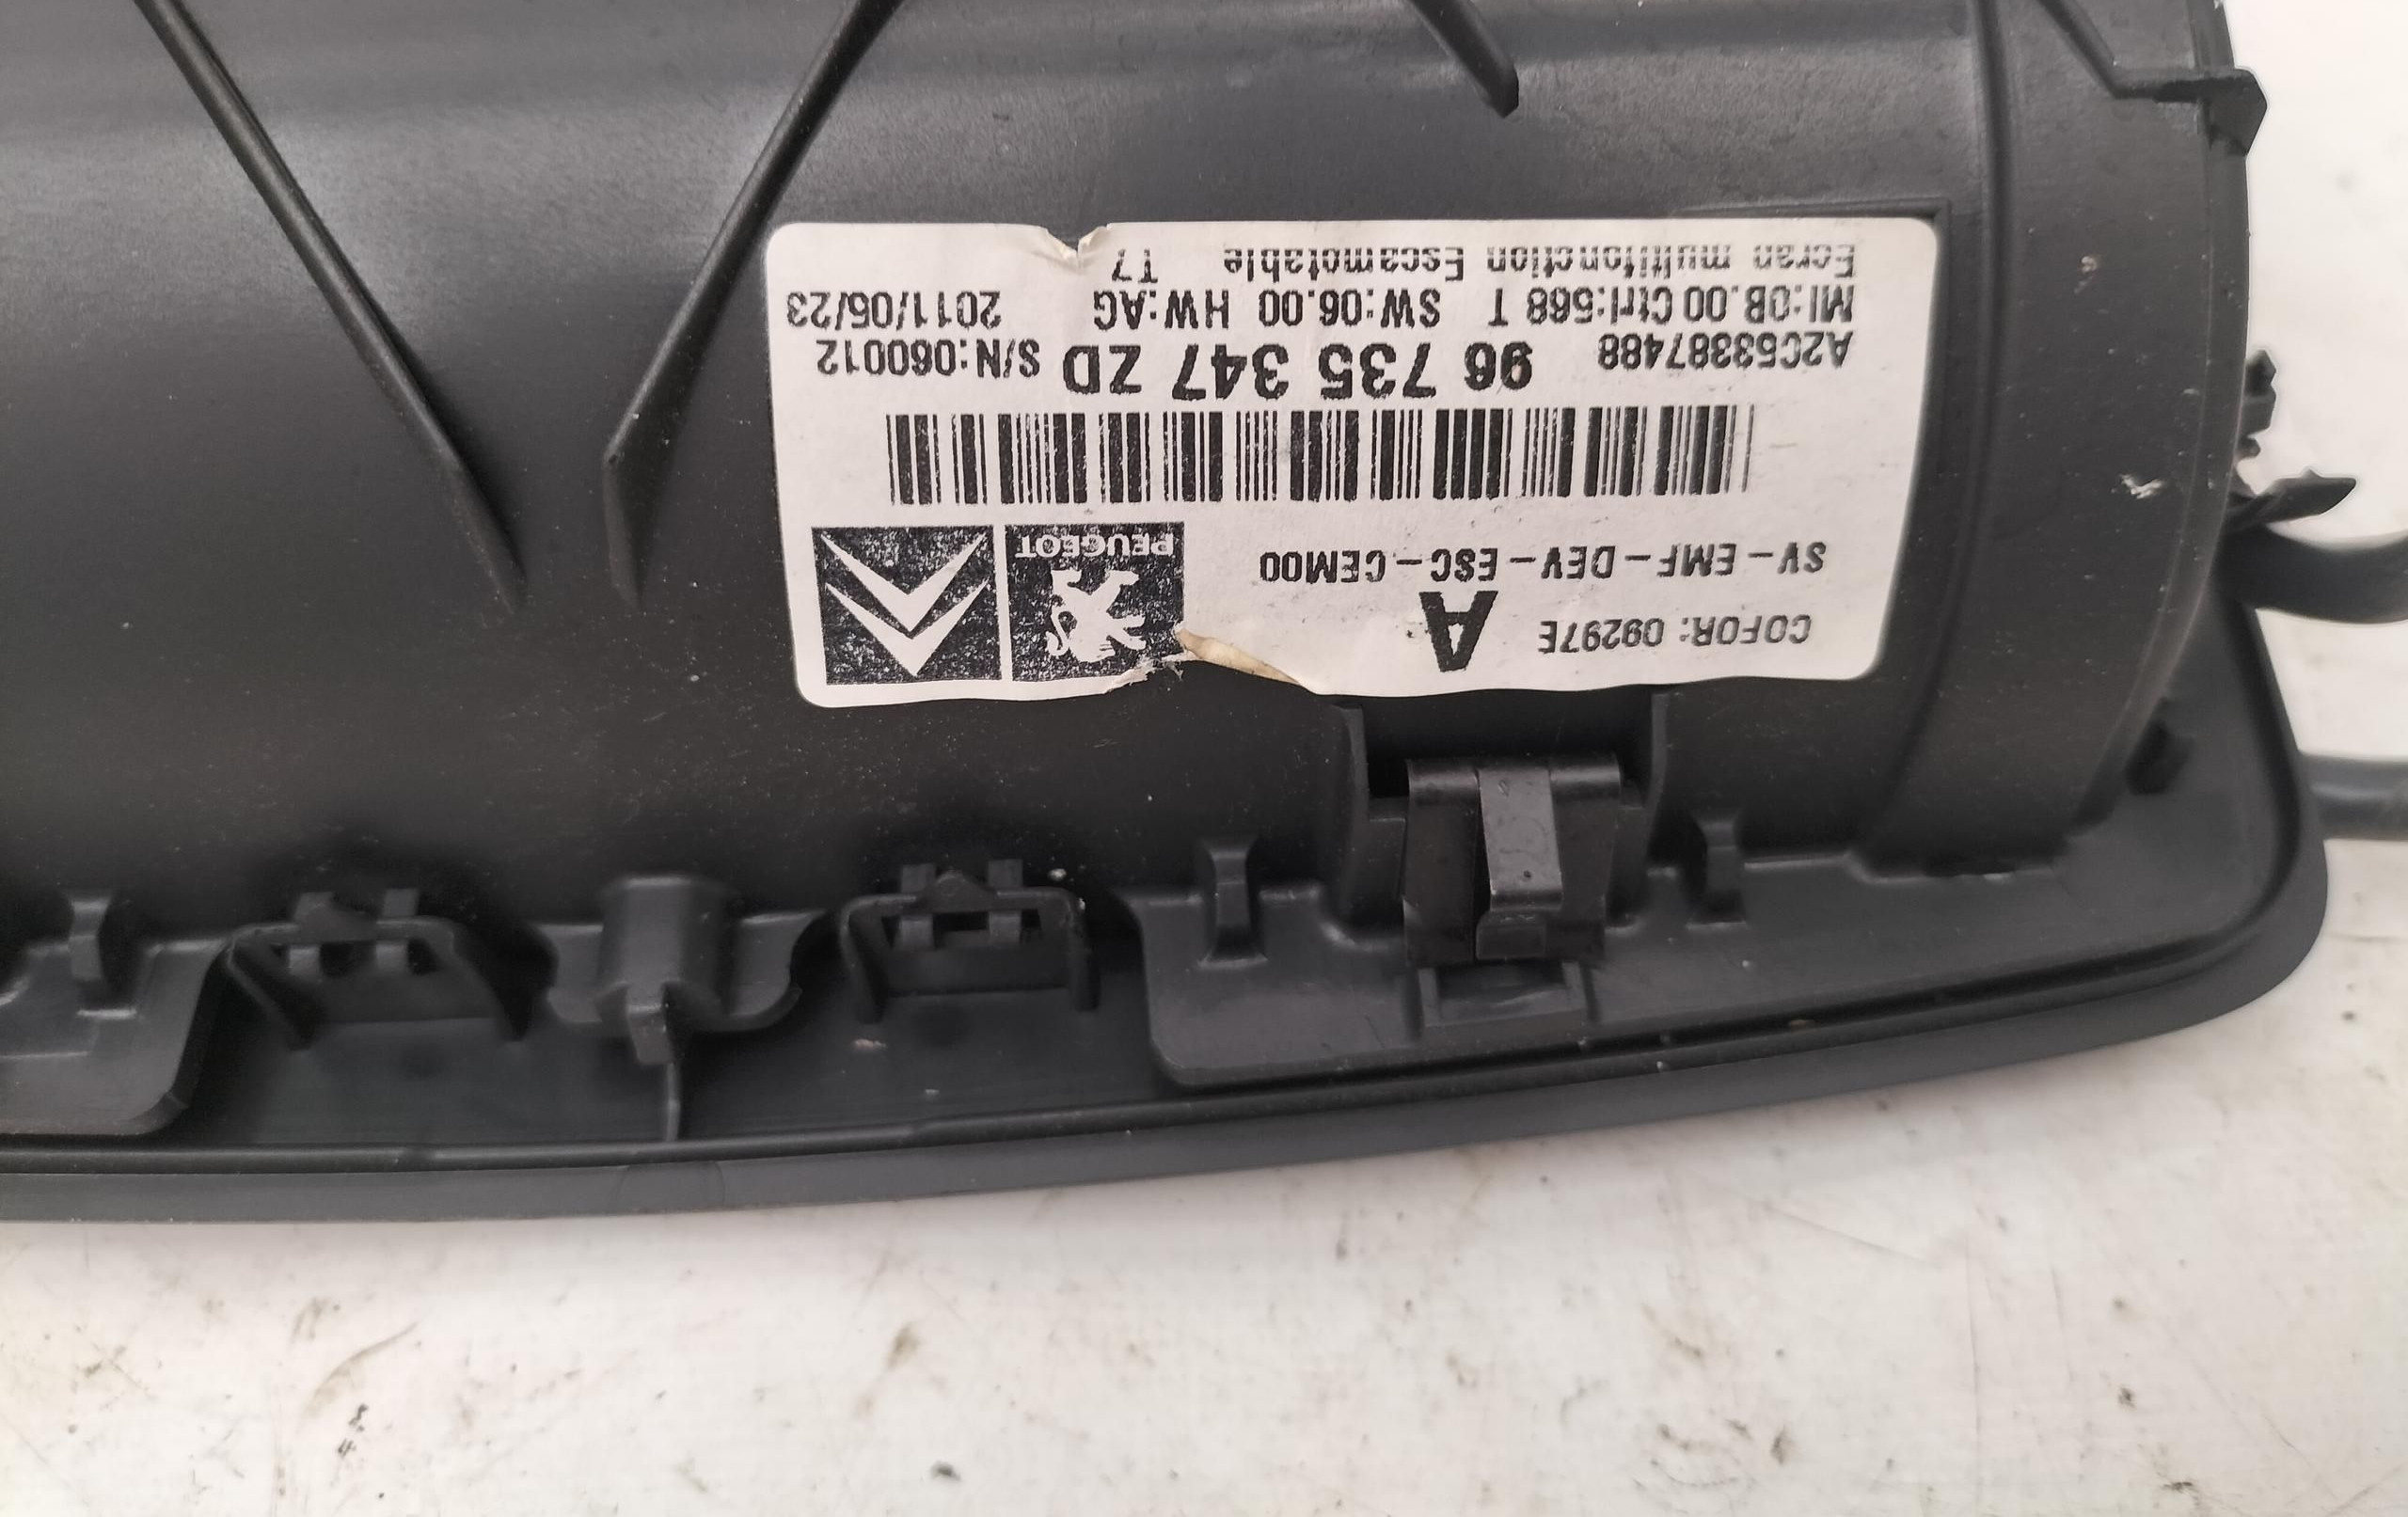 COFOR: 09297E A
SV-EMF-DEV-ESC-CEM00
PEUGEOT
A2C53387488 96 735 347 ZD S/N:060012
MI:0B.00 Ctrl:568 T SW:06.00 HW:AG 2011/05/23
Ecran multifonction Escamotable T7